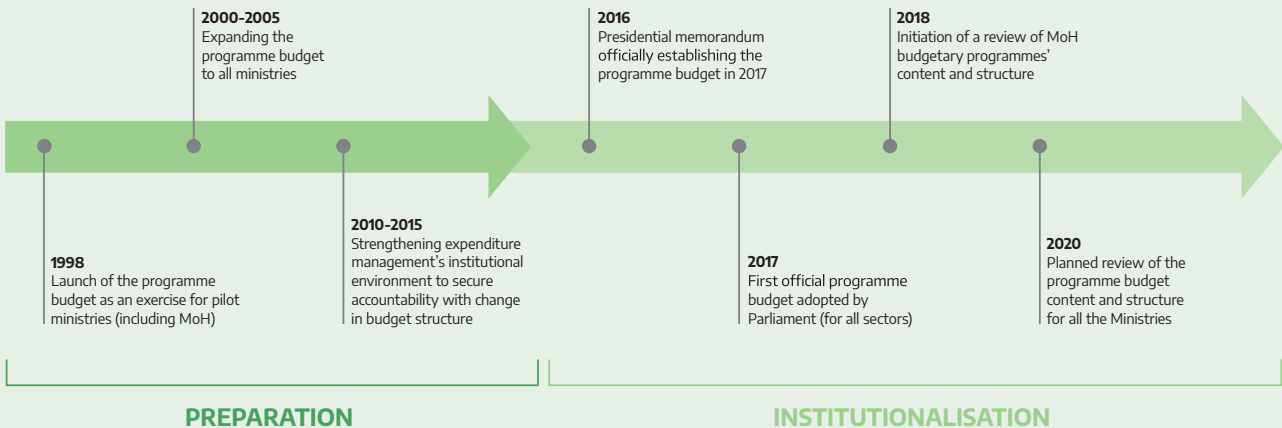 2000-2005
Expanding the
programme budget
to all ministries
2016
Presidential memorandum
officially establishing the
programme budget in 2017
2018
Initiation of a review of MoH
budgetary programmes'
content and structure
1998
Launch of the programme
budget as an exercise for pilot
ministries (including MoH)
2010-2015
Strengthening expenditure
management's institutional
environment to secure
accountability with change
in budget structure
2017
First official programme
budget adopted by
Parliament (for all sectors)
2020
Planned review of the
programme budget
content and structure
for all the Ministries
PREPARATION
INSTITUTIONALISATION